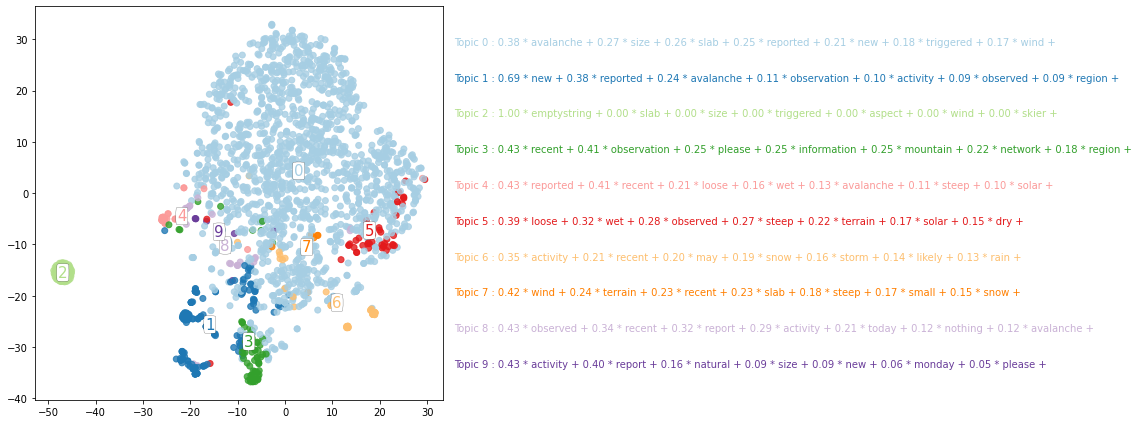 30
20
10
0
−10
−20
−30
−40
−50
−40
−30
−20
−10
0
10
20
30
0
1
2
3
4
5
6
7
8
9
Topic 0 : 0.38 * avalanche + 0.27 * size + 0.26 * slab + 0.25 * reported + 0.21 * new + 0.18 * triggered + 0.17 * wind +
Topic 1 : 0.69 * new + 0.38 * reported + 0.24 * avalanche + 0.11 * observation + 0.10 * activity + 0.09 * observed + 0.09 * region +
Topic 2 : 1.00 * emptystring + 0.00 * slab + 0.00 * size + 0.00 * triggered + 0.00 * aspect + 0.00 * wind + 0.00 * skier +
Topic 3 : 0.43 * recent + 0.41 * observation + 0.25 * please + 0.25 * information + 0.25 * mountain + 0.22 * network + 0.18 * region +
Topic 4 : 0.43 * reported + 0.41 * recent + 0.21 * loose + 0.16 * wet + 0.13 * avalanche + 0.11 * steep + 0.10 * solar +
Topic 5 : 0.39 * loose + 0.32 * wet + 0.28 * observed + 0.27 * steep + 0.22 * terrain + 0.17 * solar + 0.15 * dry +
Topic 6 : 0.35 * activity + 0.21 * recent + 0.20 * may + 0.19 * snow + 0.16 * storm + 0.14 * likely + 0.13 * rain +
Topic 7 : 0.42 * wind + 0.24 * terrain + 0.23 * recent + 0.23 * slab + 0.18 * steep + 0.17 * small + 0.15 * snow +
Topic 8 : 0.43 * observed + 0.34 * recent + 0.32 * report + 0.29 * activity + 0.21 * today + 0.12 * nothing + 0.12 * avalanche +
Topic 9 : 0.43 * activity + 0.40 * report + 0.16 * natural + 0.09 * size + 0.09 * new + 0.06 * monday + 0.05 * please +